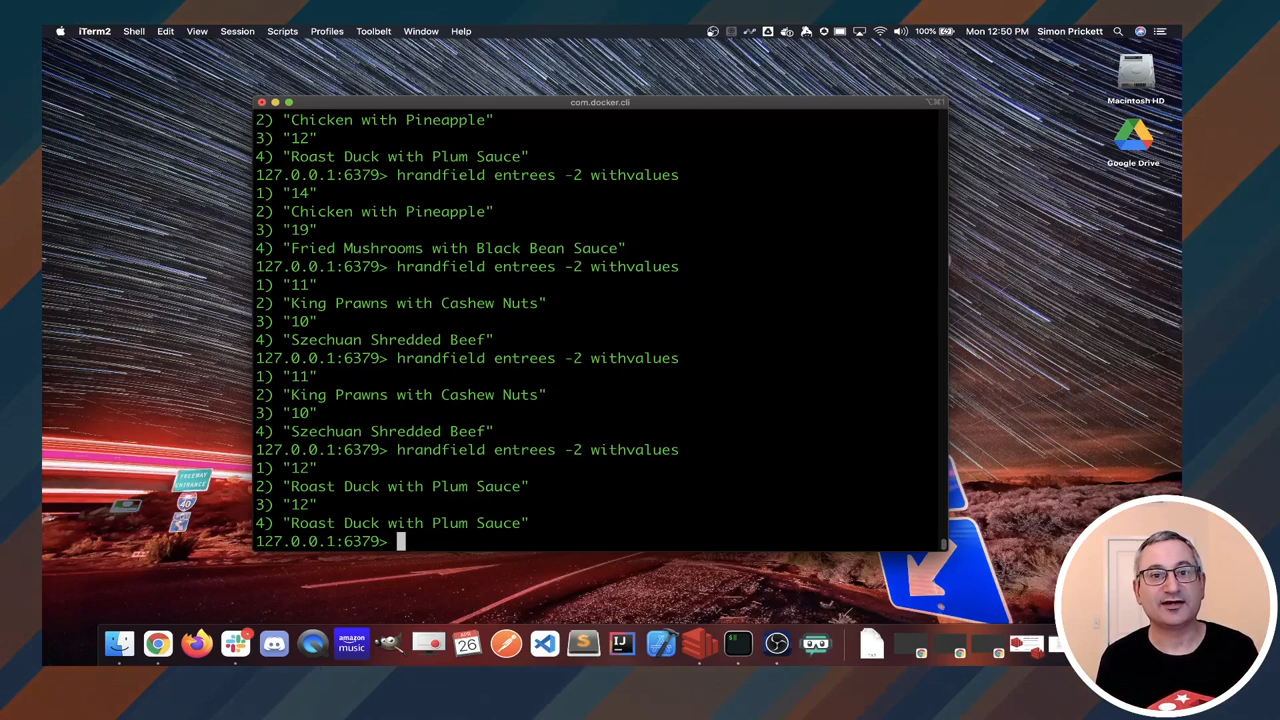 iTerm2 Shell Edit View Session Scripts Profiles Toolbelt Window Help 100% Mon 12:50 PM Simon Prickett
Macintosh HD
Google Drive
com.docker.cli
2) "Chicken with Pineapple"
3) "12"
4) "Roast Duck with Plum Sauce"
127.0.0.1:6379> hrandfield entrees -2 withvalues
1) "14"
2) "Chicken with Pineapple"
3) "19"
4) "Fried Mushrooms with Black Bean Sauce"
127.0.0.1:6379> hrandfield entrees -2 withvalues
1) "11"
2) "King Prawns with Cashew Nuts"
3) "10"
4) "Szechuan Shredded Beef"
127.0.0.1:6379> hrandfield entrees -2 withvalues
1) "11"
2) "King Prawns with Cashew Nuts"
3) "10"
4) "Szechuan Shredded Beef"
127.0.0.1:6379> hrandfield entrees -2 withvalues
1) "12"
2) "Roast Duck with Plum Sauce"
3) "12"
4) "Roast Duck with Plum Sauce"
127.0.0.1:6379>
FREEWAY
ENTRANCE
40
amazon
music
26